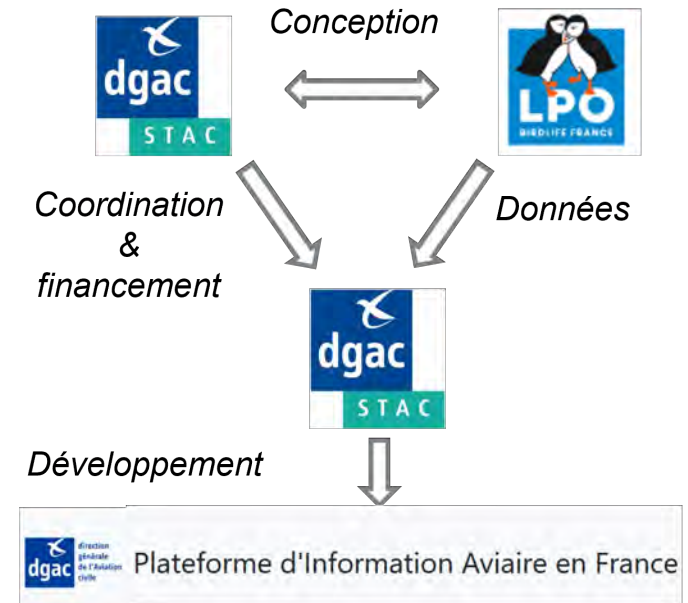 Conception
dgac
STAC
LPO
BIRDLIFE FRANCE
Coordination
&
financement
Données
dgac
STAC
Développement
dgac
direction
générale
de l'Aviation
civile
Plateforme d'Information Aviaire en France